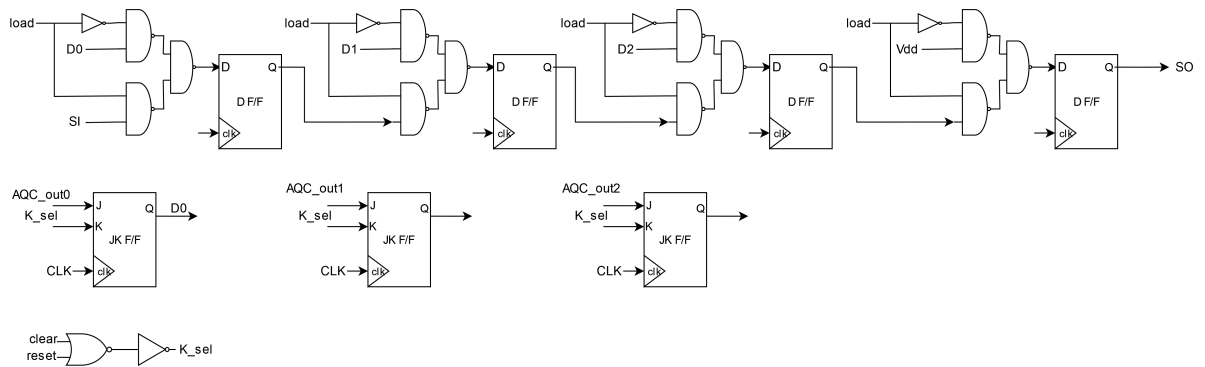 load load load load
D0 D1 D2 Vdd
D Q D Q D Q D Q SO
D F/F D F/F D F/F D F/F
SI
clk clk clk clk
AQC_out0 AQC_out1 AQC_out2
J Q D0 J Q J Q
K_sel K K_sel K K_sel K
JK F/F JK F/F JK F/F
CLK clk CLK clk CLK clk
clear
reset K_sel